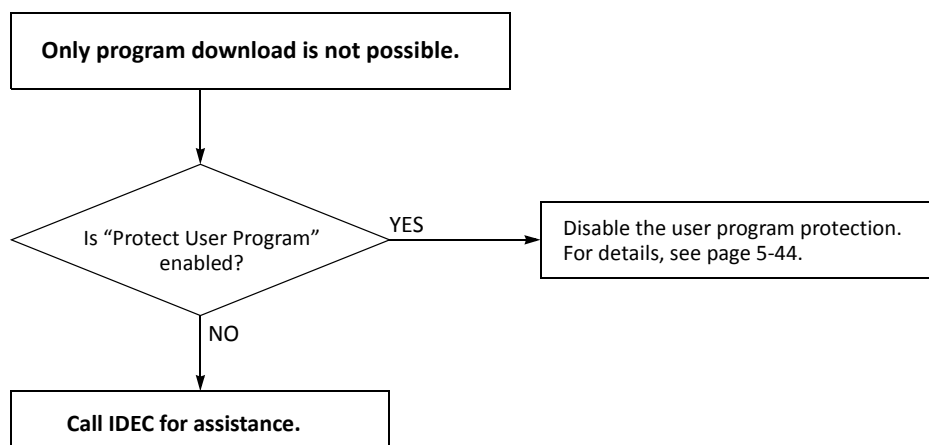 Only program download is not possible.
Is “Protect User Program”
enabled?
YES
Disable the user program protection.
For details, see page 5-44.
NO
Call IDEC for assistance.